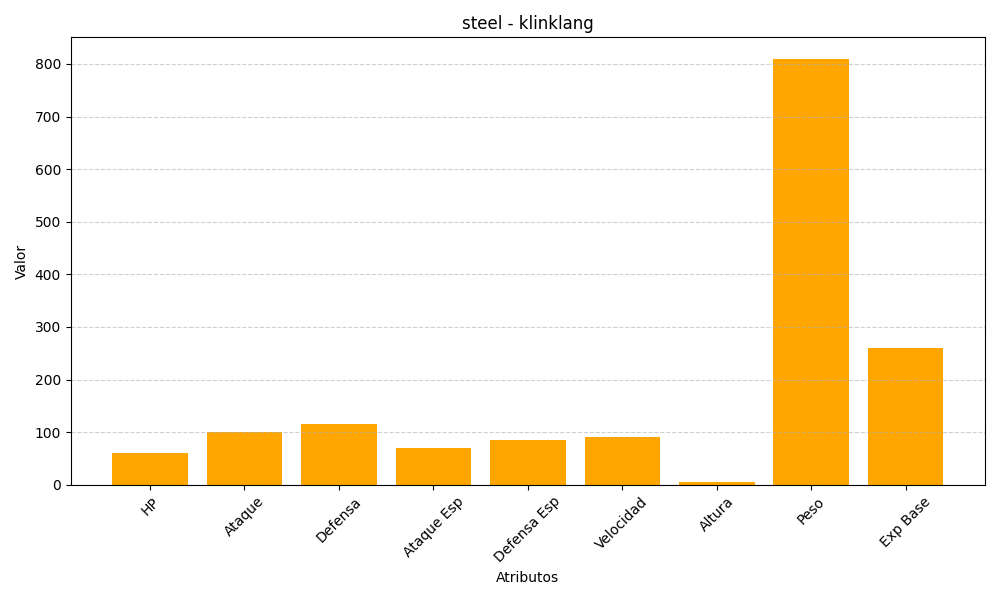 steel - klinklang
Valor
800
700
600
500
400
300
200
100
0
HP
Ataque
Defensa
Ataque Esp
Defensa Esp
Velocidad
Altura
Peso
Exp Base
Atributos